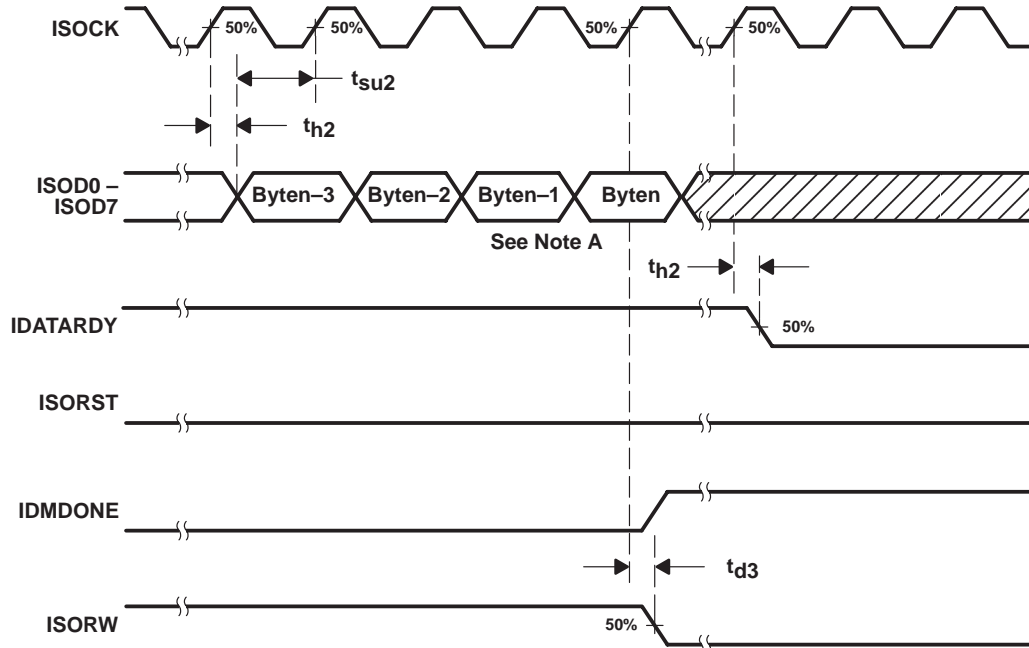 ISOCK
50%
50%
50%
50%
tsu2
th2
ISOD0 –
ISOD7
Byten–3
Byten–2
Byten–1
Byten
See Note A
th2
IDATARDY
50%
ISORST
IDMDONE
td3
ISORW
50%